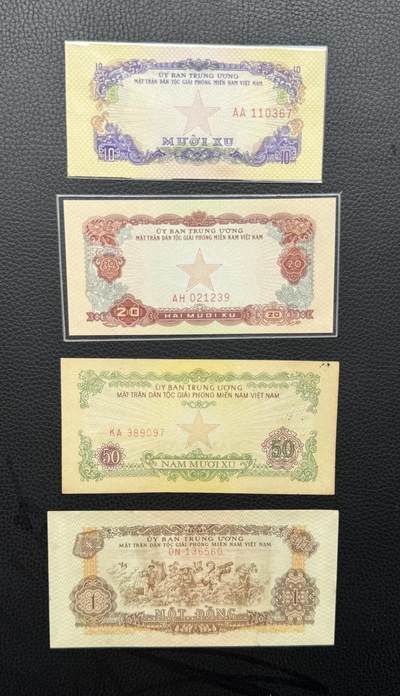 10 10
ỦY BAN TRUNG ƯƠNG
MẶT TRẬN DÂN TỘC GIẢI PHÓNG MIỀN NAM VIỆT NAM
AA 110367
10 MƯỜI XU 10
ỦY BAN TRUNG ƯƠNG
MẶT TRẬN DÂN TỘC GIẢI PHÓNG MIỀN NAM VIỆT NAM
20 20
AH 021239
20 HAI MƯƠI XU 20
ỦY BAN TRUNG ƯƠNG
MẶT TRẬN DÂN TỘC GIẢI PHÓNG MIỀN NAM VIỆT NAM
KA 389097
50 NĂM MƯƠI XU 50
ỦY BAN TRUNG ƯƠNG
MẶT TRẬN DÂN TỘC GIẢI PHÓNG MIỀN NAM VIỆT NAM
ĐN 136560
1 MỘT ĐỒNG 1